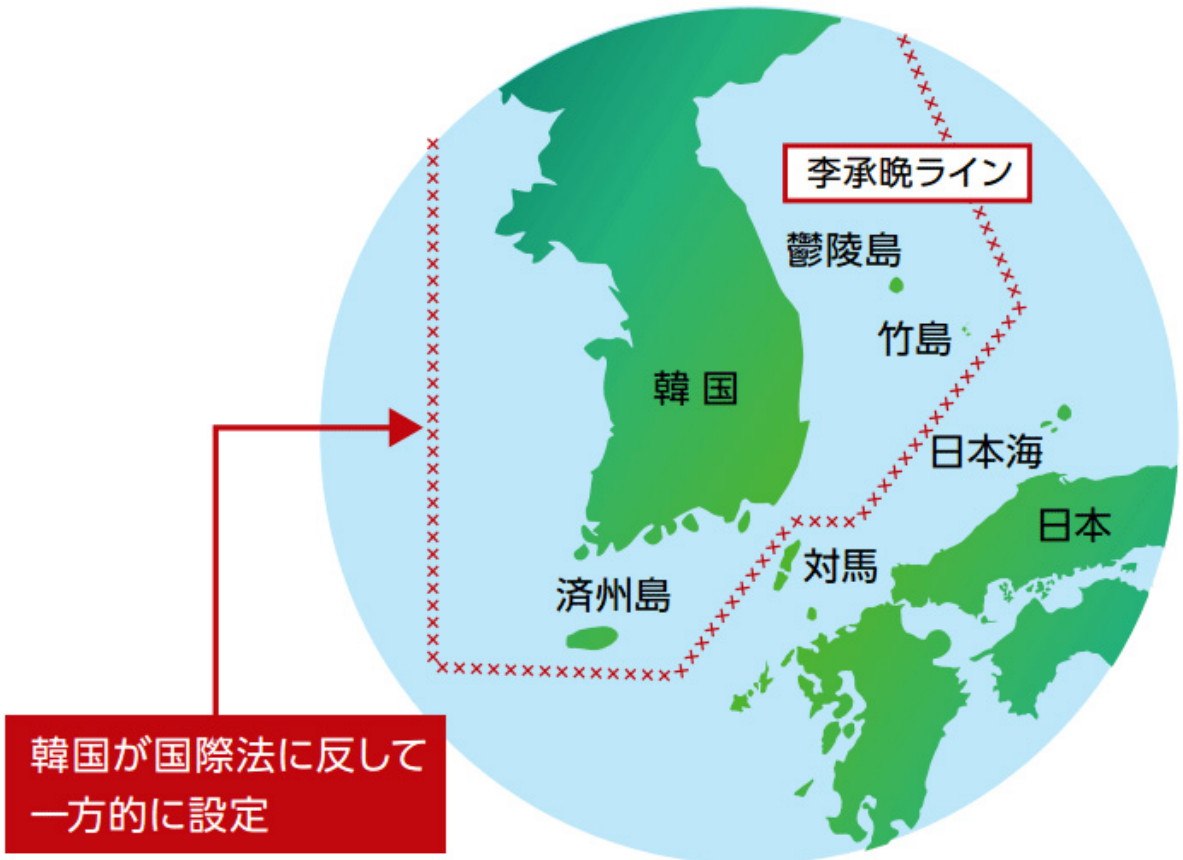 李承晩ライン
鬱陵島
竹島
韓国
日本海
日本
対馬
済州島
韓国が国際法に反して
一方的に設定